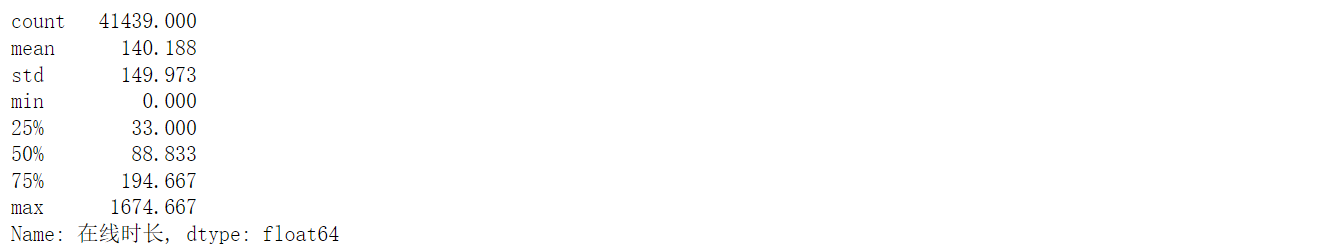 count   41439.000
mean      140.188
std       149.973
min         0.000
25%        33.000
50%        88.833
75%       194.667
max      1674.667
Name: 在线时长, dtype: float64